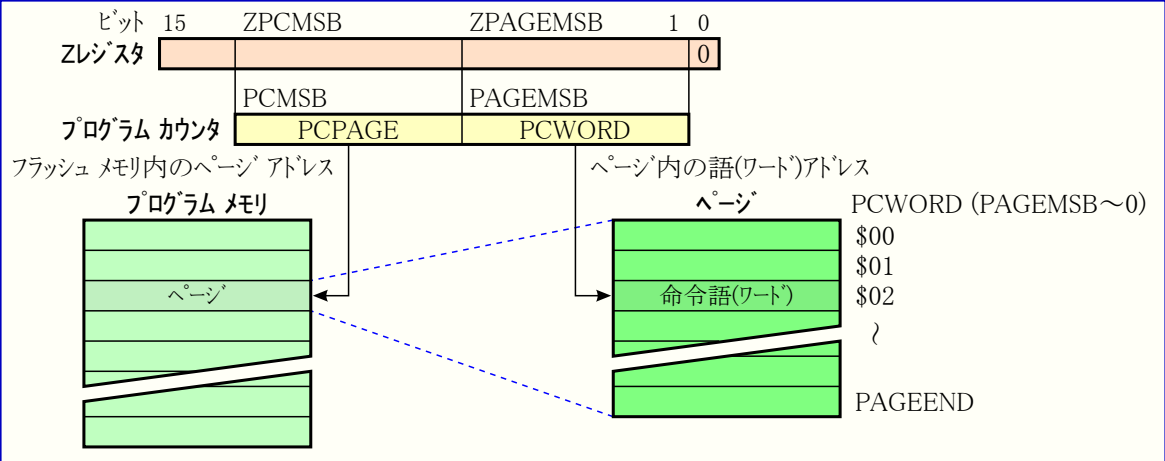 ビット 15 ZPCMSB ZPAGEMSB 1 0
Zレジスタ 0
PCMSB PAGEMSB
プログラム カウンタ PCPAGE PCWORD
フラッシュ メモリ内のページ アドレス ページ内の語(ワード)アドレス
プログラム メモリ ページ PCWORD (PAGEMSB～0)
$00
$01
ページ 命令語(ワード) $02
～
PAGEEND